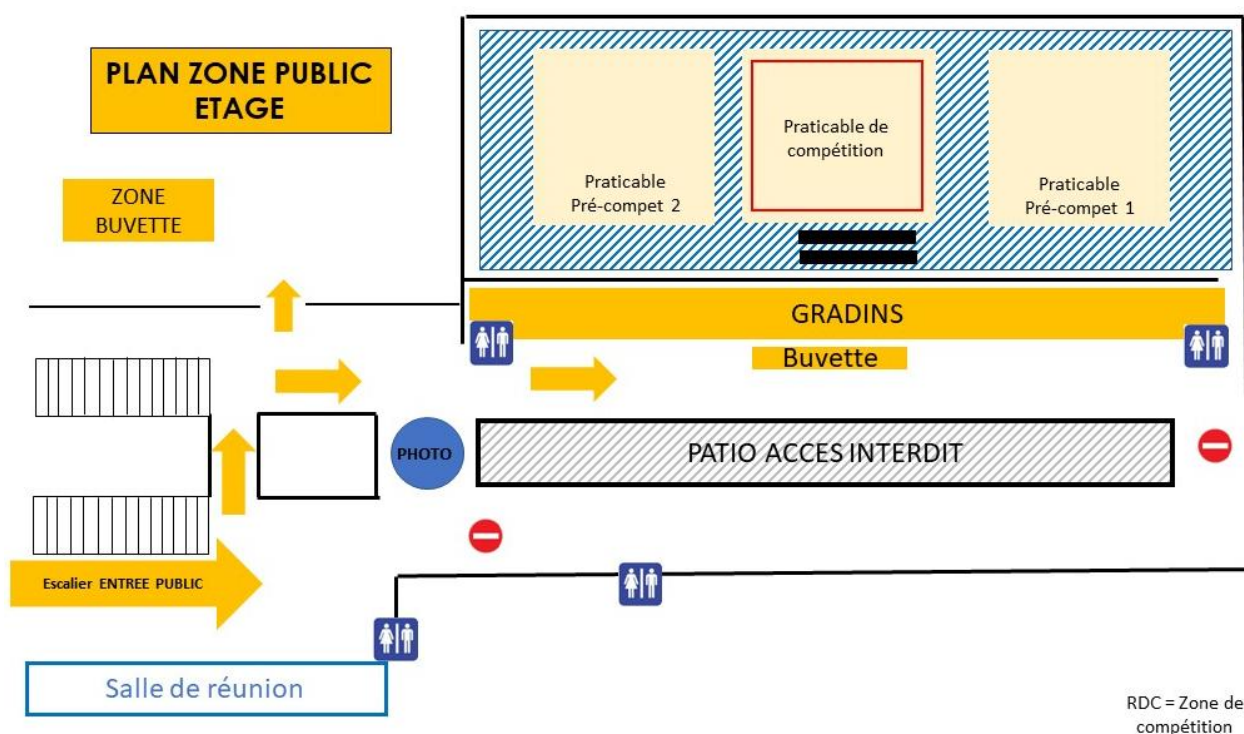 PLAN ZONE PUBLIC
ETAGE
ZONE
BUVETTE
Praticable
Pré-compet 2
Praticable de
compétition
Praticable
Pré-compet 1
GRADINS
Buvette
PHOTO
PATIO ACCES INTERDIT
Escalier ENTREE PUBLIC
Salle de réunion
RDC = Zone de
compétition